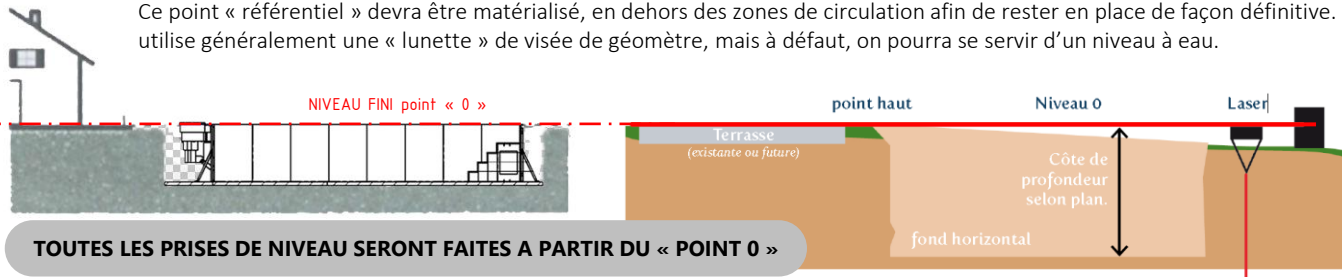 Ce point « référentiel » devra être matérialisé, en dehors des zones de circulation afin de rester en place de façon définitive.
utilise généralement une « lunette » de visée de géomètre, mais à défaut, on pourra se servir d’un niveau à eau.
NIVEAU FINI point « 0 »
point haut
Niveau 0
Laser
Terrasse
(existante ou future)
Côte de
profondeur
selon plan.
fond horizontal
TOUTES LES PRISES DE NIVEAU SERONT FAITES A PARTIR DU « POINT 0 »